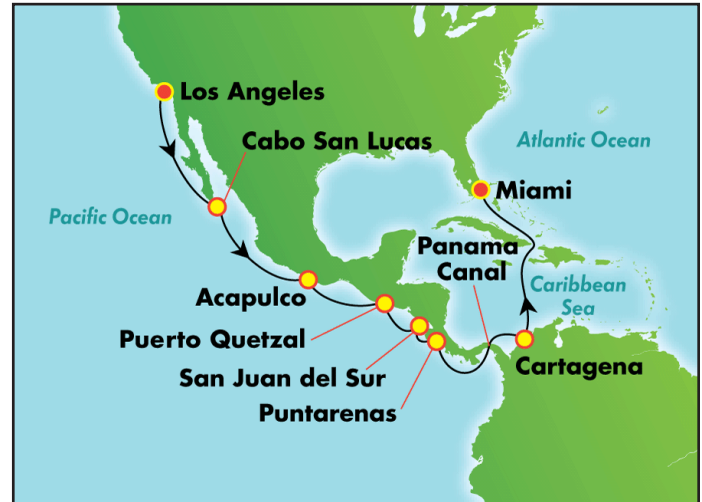 Los Angeles
Cabo San Lucas
Atlantic Ocean
Miami
Pacific Ocean
Panama
Canal
Caribbean
Sea
Acapulco
Puerto Quetzal
San Juan del Sur
Cartagena
Puntarenas